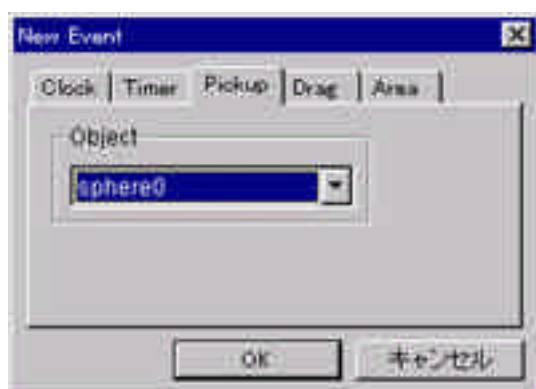 New Event
Clock Timer Pickup Drag Area
Object
sphere0
OK キャンセル